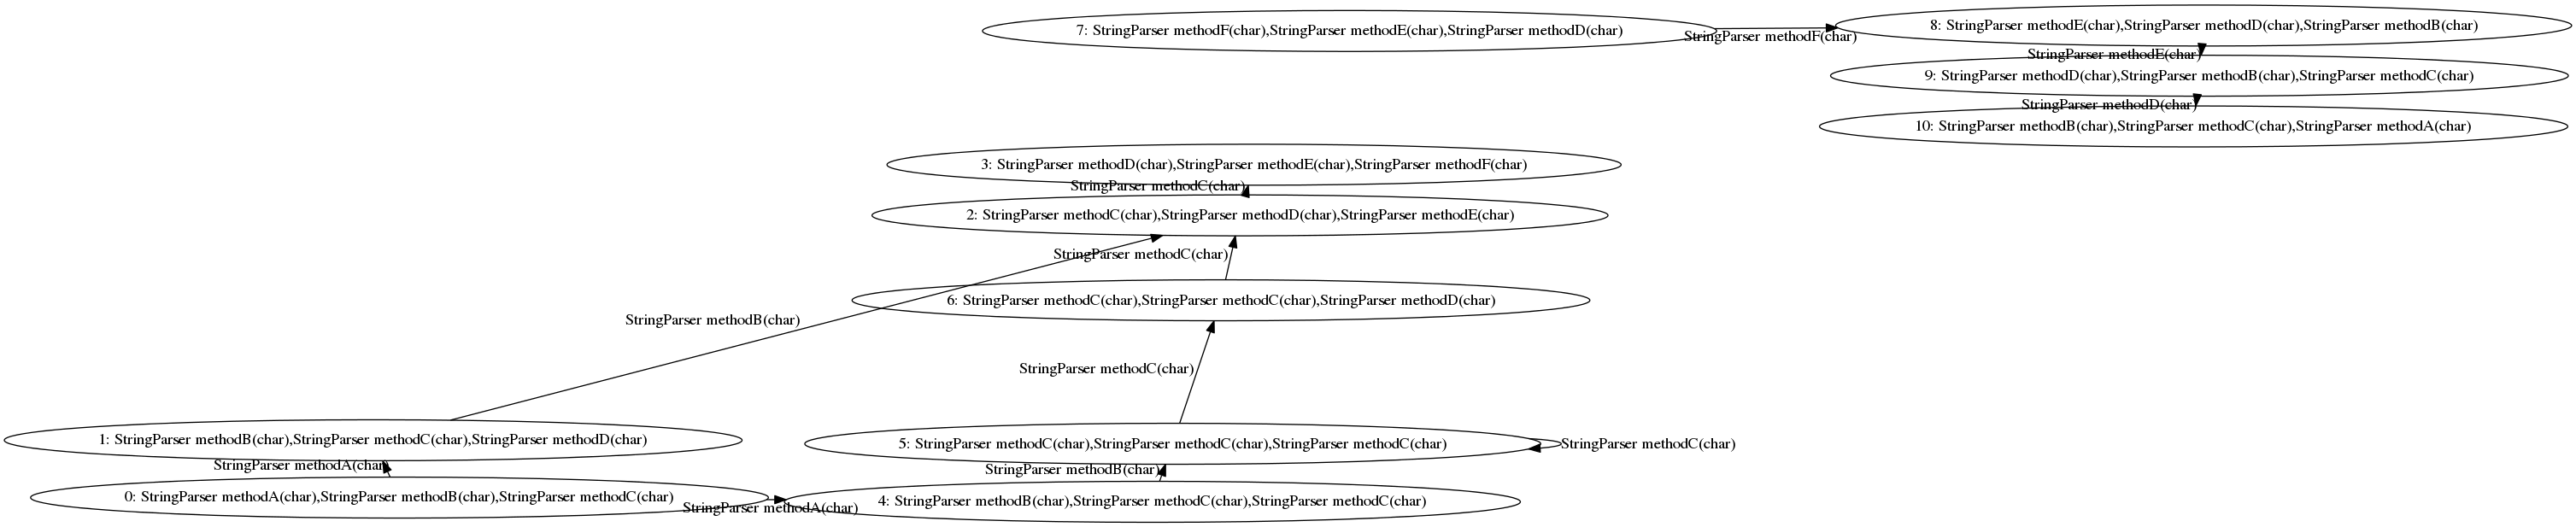 7: StringParser methodF(char),StringParser methodE(char),StringParser methodD(char)
StringParser methodF(char)
8: StringParser methodE(char),StringParser methodD(char),StringParser methodB(char)
StringParser methodE(char)
9: StringParser methodD(char),StringParser methodB(char),StringParser methodC(char)
StringParser methodD(char)
10: StringParser methodB(char),StringParser methodC(char),StringParser methodA(char)
3: StringParser methodD(char),StringParser methodE(char),StringParser methodF(char)
StringParser methodC(char)
2: StringParser methodC(char),StringParser methodD(char),StringParser methodE(char)
StringParser methodC(char)
6: StringParser methodC(char),StringParser methodC(char),StringParser methodD(char)
StringParser methodB(char)
StringParser methodC(char)
1: StringParser methodB(char),StringParser methodC(char),StringParser methodD(char)
5: StringParser methodC(char),StringParser methodC(char),StringParser methodC(char)
StringParser methodC(char)
StringParser methodA(char)
StringParser methodB(char)
0: StringParser methodA(char),StringParser methodB(char),StringParser methodC(char)
StringParser methodA(char)
4: StringParser methodB(char),StringParser methodC(char),StringParser methodC(char)